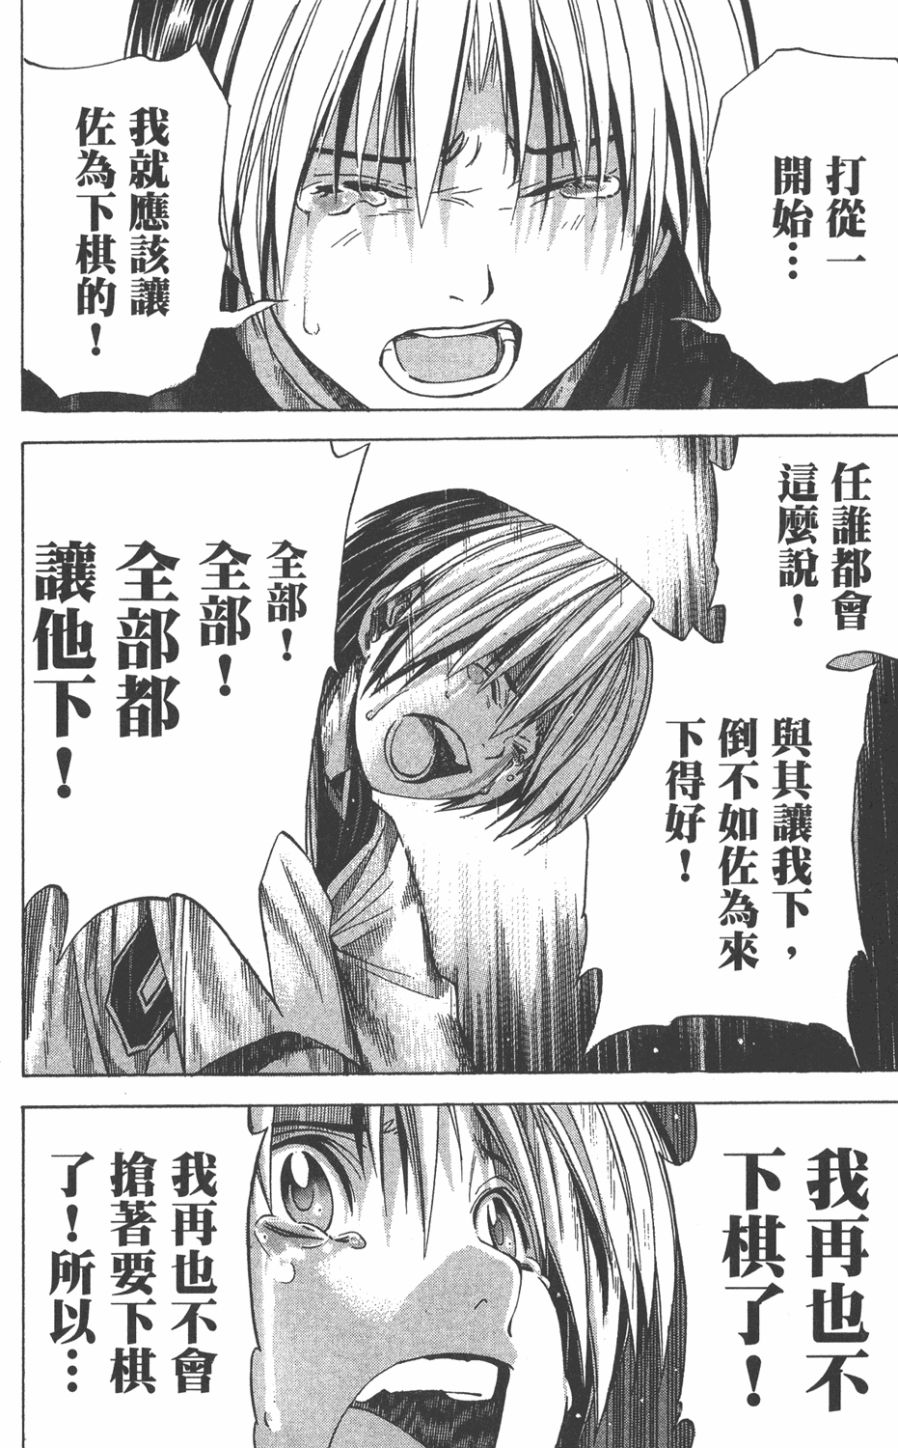 打從一
開始…
我就應該讓
佐為下棋的！
任誰都會
這麼說！
與其讓我下，
倒不如佐為來
下得好！
全部！
全部！
全部都
讓他下！
我再也不
下棋了！
我再也不會
搶著要下棋
了！所以…